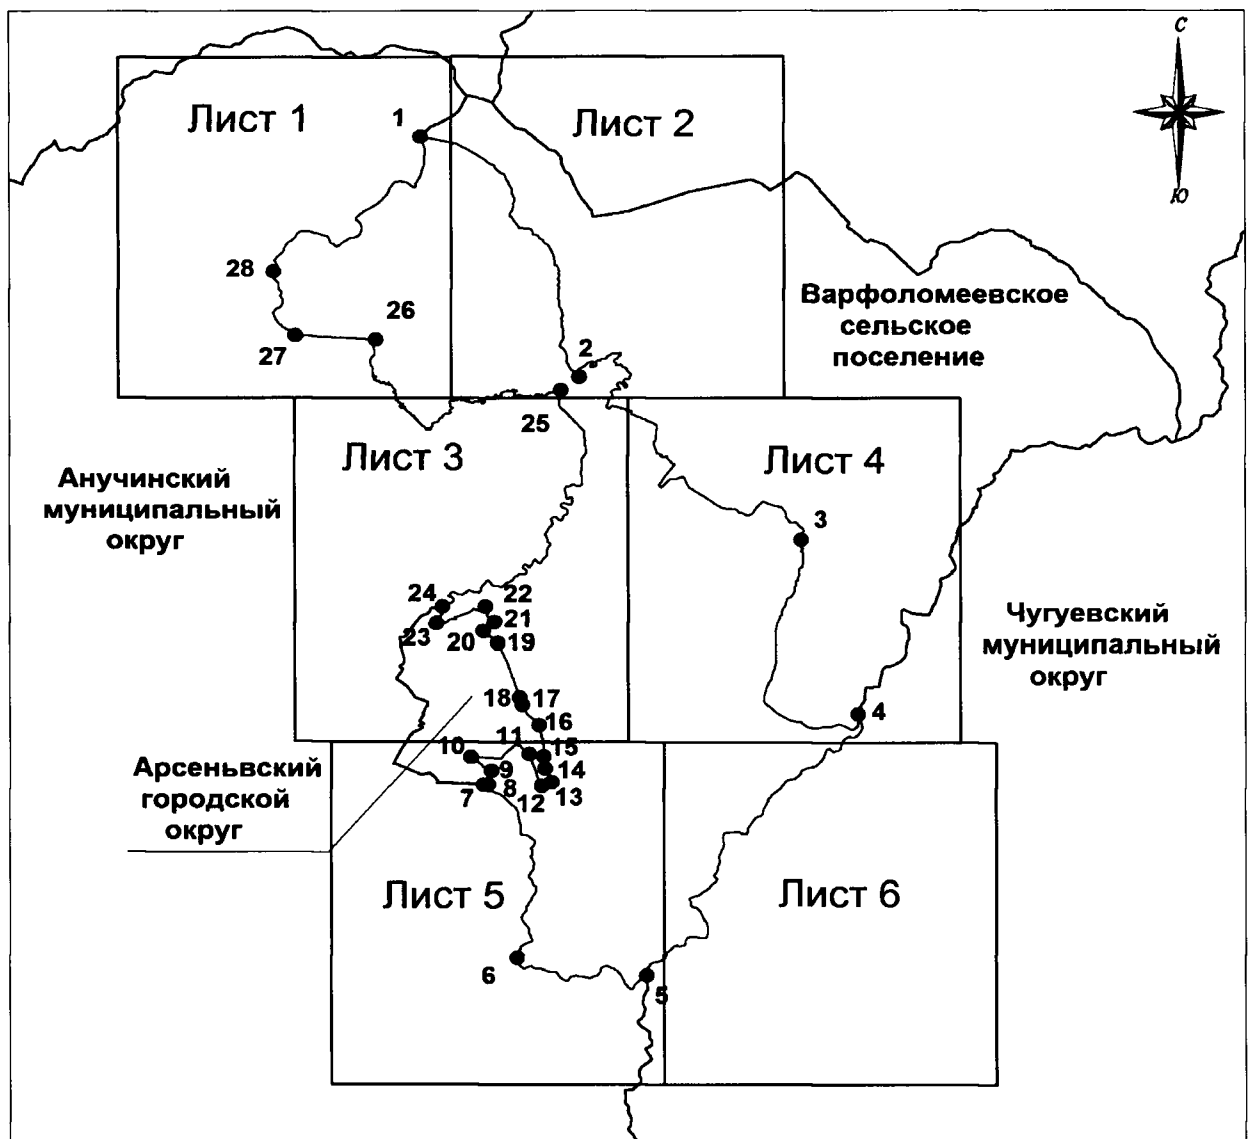 С
Ю
Лист 1
1
Лист 2
28
26
27
2
Варфоломеевское
сельское
поселение
25
Лист 3
Лист 4
Анучинский
муниципальный
округ
3
24
22
23
20
21
19
Чугуевский
муниципальный
округ
18
17
16
4
11
10
15
9
14
7
8
12
13
Арсеньвский
городской
округ
Лист 5
Лист 6
6
5